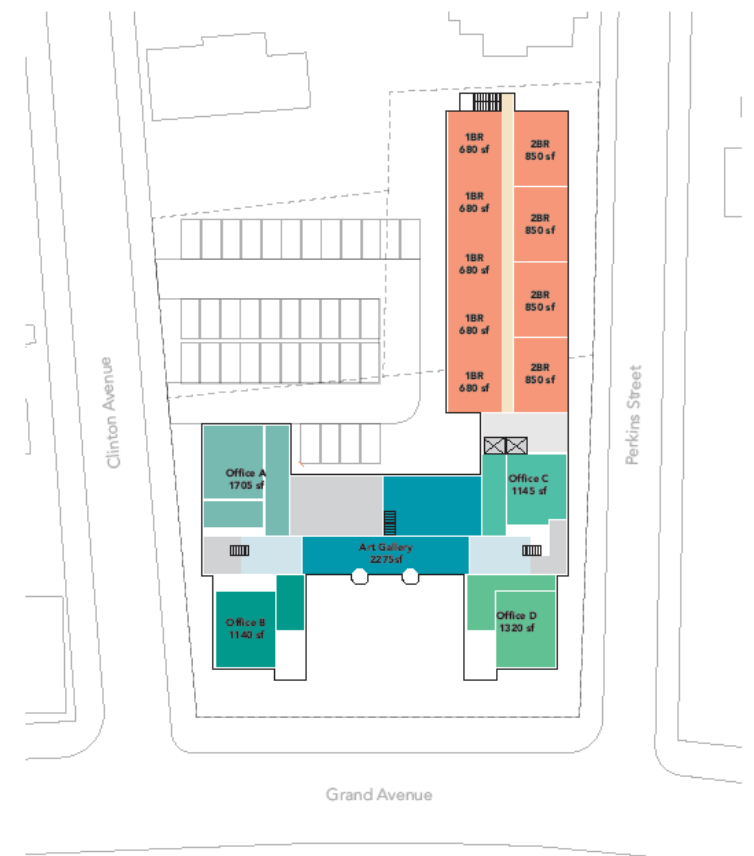 1BR
680 sf
2BR
850 sf
1BR
680 sf
2BR
850 sf
1BR
680 sf
2BR
850 sf
1BR
680 sf
2BR
850 sf
1BR
680 sf
Clinton Avenue
Perkins Street
Office A
1705 sf
Office C
1145 sf
Art Gallery
2275sf
Office B
1140 sf
Office D
1320 sf
Grand Avenue